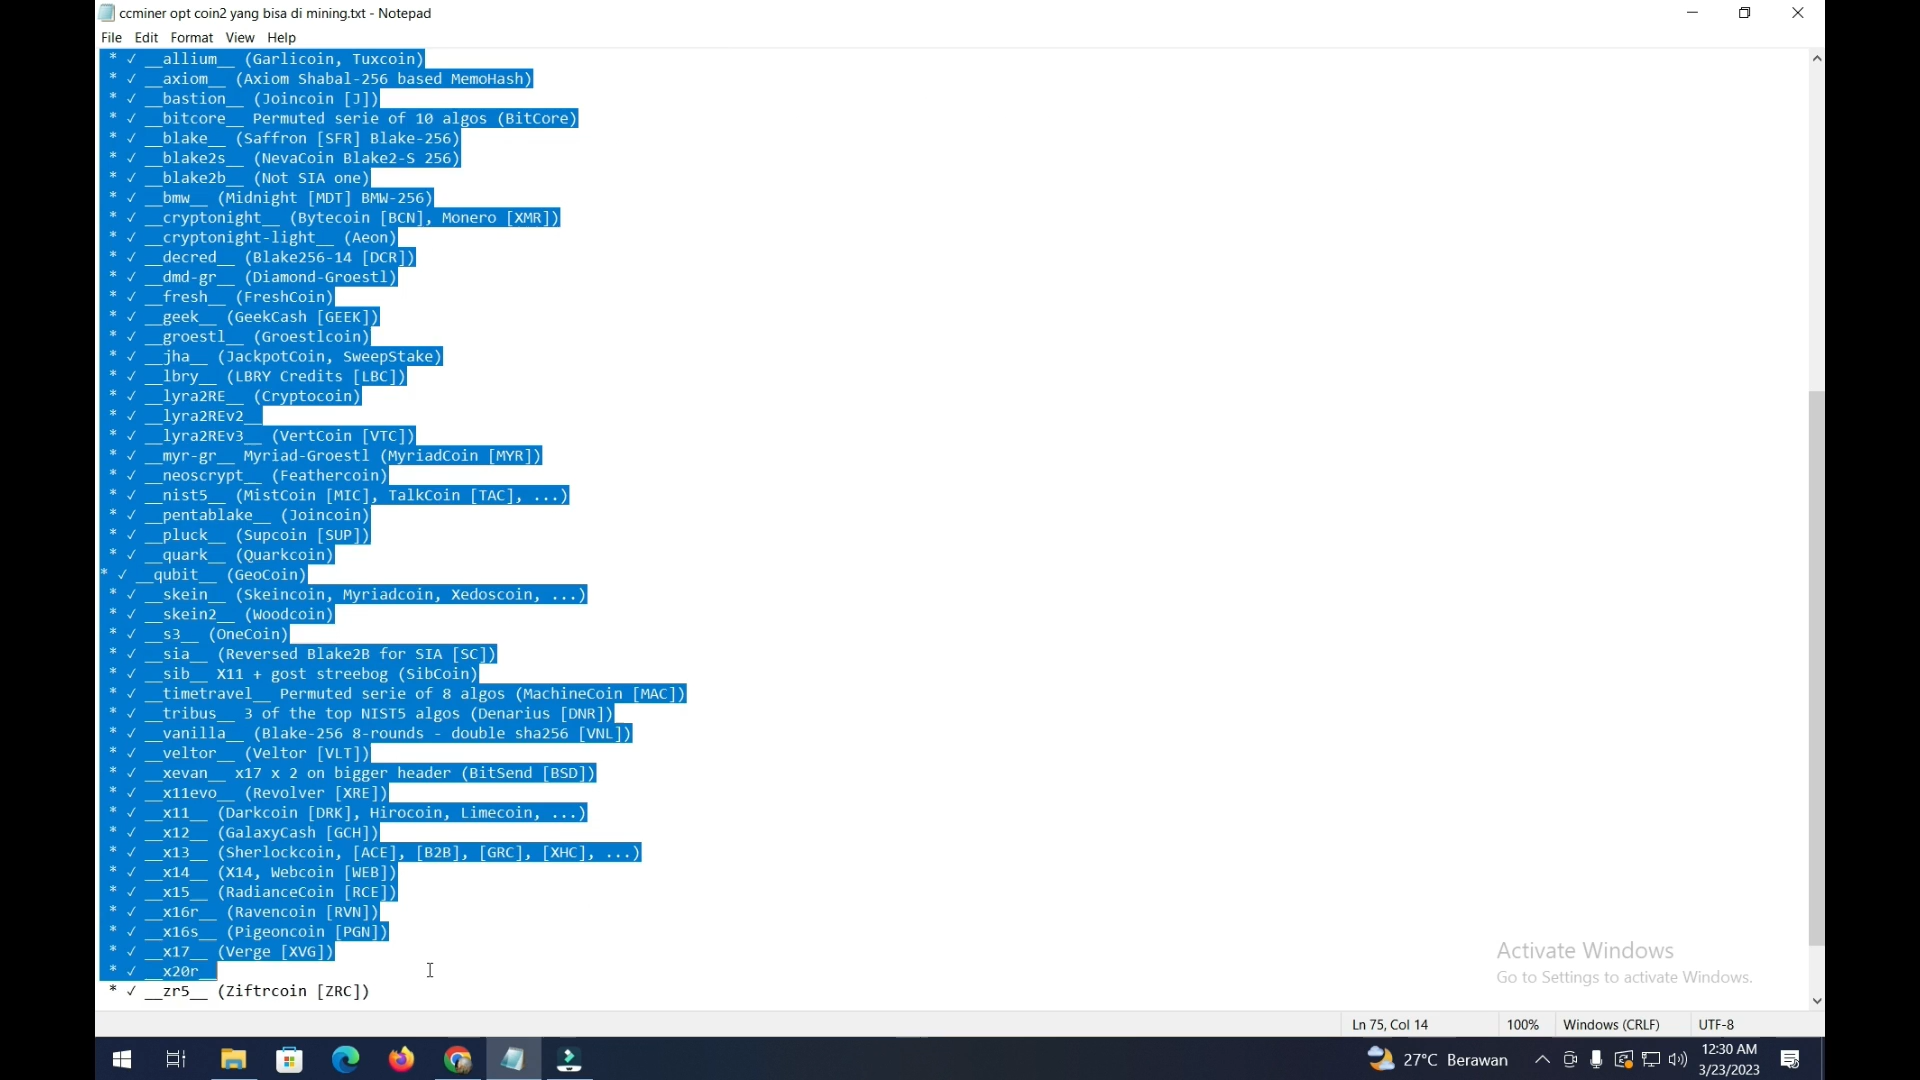 ccminer opt coin2 yang bisa di mining.txt - Notepad
File Edit Format View Help
* ✓ __allium__ (Garlicoin, Tuxcoin)
* ✓ __axiom__ (Axiom Shabal-256 based MemoHash)
* ✓ __bastion__ (Joincoin [J])
* ✓ __bitcore__ Permuted serie of 10 algos (BitCore)
* ✓ __blake__ (Saffron [SFR] Blake-256)
* ✓ __blake2s__ (NevaCoin Blake2-S 256)
* ✓ __blake2b__ (Not SIA one)
* ✓ __bmw__ (Midnight [MDT] BMW-256)
* ✓ __cryptonight__ (Bytecoin [BCN], Monero [XMR])
* ✓ __cryptonight-light__ (Aeon)
* ✓ __decred__ (Blake256-14 [DCR])
* ✓ __dmd-gr__ (Diamond-Groestl)
* ✓ __fresh__ (FreshCoin)
* ✓ __geek__ (GeekCash [GEEK])
* ✓ __groestl__ (Groestlcoin)
* ✓ __jha__ (JackpotCoin, SweepStake)
* ✓ __lbry__ (LBRY Credits [LBC])
* ✓ __lyra2RE__ (Cryptocoin)
* ✓ __lyra2REv2__
* ✓ __lyra2REv3__ (VertCoin [VTC])
* ✓ __myr-gr__ Myriad-Groestl (MyriadCoin [MYR])
* ✓ __neoscrypt__ (Feathercoin)
* ✓ __nist5__ (MistCoin [MIC], TalkCoin [TAC], ...)
* ✓ __pentablake__ (Joincoin)
* ✓ __pluck__ (Supcoin [SUP])
* ✓ __quark__ (Quarkcoin)
* ✓ __qubit__ (GeoCoin)
* ✓ __skein__ (Skeincoin, Myriadcoin, Xedoscoin, ...)
* ✓ __skein2__ (Woodcoin)
* ✓ __s3__ (OneCoin)
* ✓ __sia__ (Reversed Blake2B for SIA [SC])
* ✓ __sib__ X11 + gost streebog (SibCoin)
* ✓ __timetravel__ Permuted serie of 8 algos (MachineCoin [MAC])
* ✓ __tribus__ 3 of the top NIST5 algos (Denarius [DNR])
* ✓ __vanilla__ (Blake-256 8-rounds - double sha256 [VNL])
* ✓ __veltor__ (Veltor [VLT])
* ✓ __xevan__ x17 x 2 on bigger header (BitSend [BSD])
* ✓ __x11evo__ (Revolver [XRE])
* ✓ __x11__ (Darkcoin [DRK], Hirocoin, Limecoin, ...)
* ✓ __x12__ (GalaxyCash [GCH])
* ✓ __x13__ (Sherlockcoin, [ACE], [B2B], [GRC], [XHC], ...)
* ✓ __x14__ (X14, Webcoin [WEB])
* ✓ __x15__ (RadianceCoin [RCE])
* ✓ __x16r__ (Ravencoin [RVN])
* ✓ __x16s__ (Pigeoncoin [PGN])
* ✓ __x17__ (Verge [XVG])
* ✓ __x20r__
* ✓ __zr5__ (Ziftrcoin [ZRC])
Activate Windows
Go to Settings to activate Windows.
Ln 75, Col 14 100% Windows (CRLF) UTF-8
27°C Berawan
12:30 AM
3/23/2023